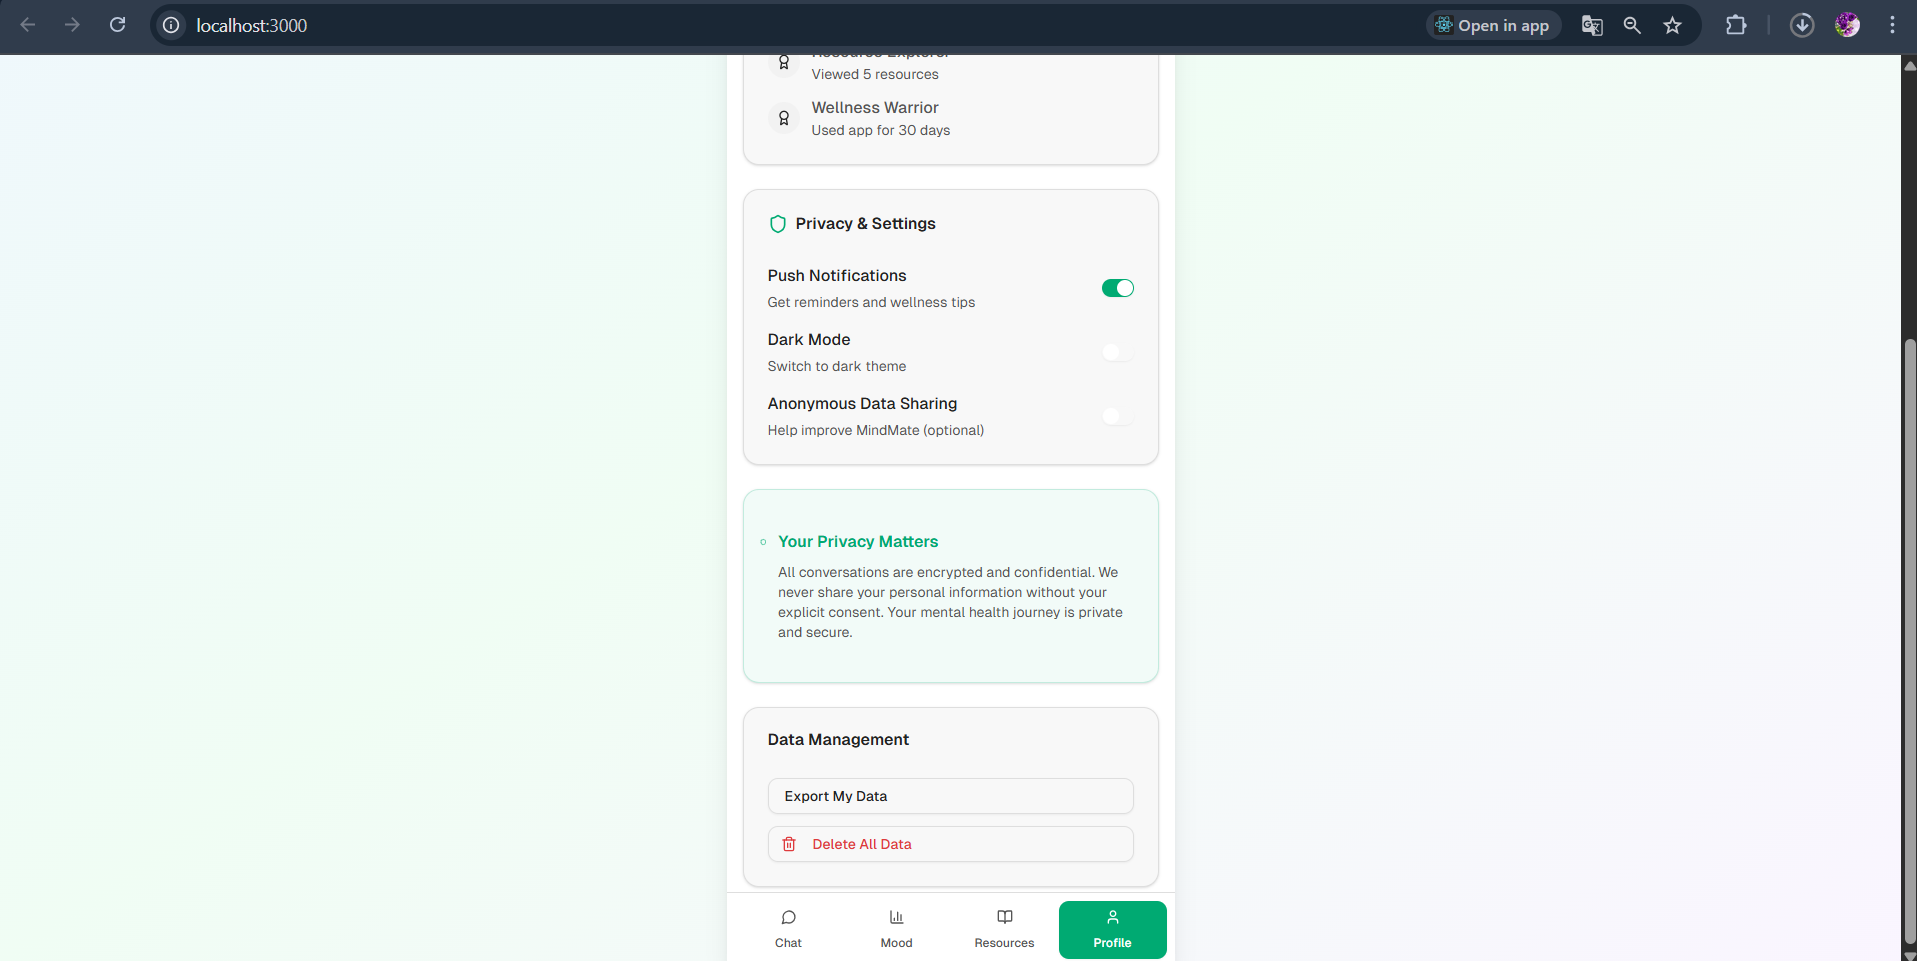 localhost:3000
Open in app
Resource Explorer
Viewed 5 resources
Wellness Warrior
Used app for 30 days
Privacy & Settings
Push Notifications
Get reminders and wellness tips
Dark Mode
Switch to dark theme
Anonymous Data Sharing
Help improve MindMate (optional)
Your Privacy Matters
All conversations are encrypted and confidential. We
never share your personal information without your
explicit consent. Your mental health journey is private
and secure.
Data Management
Export My Data
Delete All Data
Chat
Mood
Resources
Profile